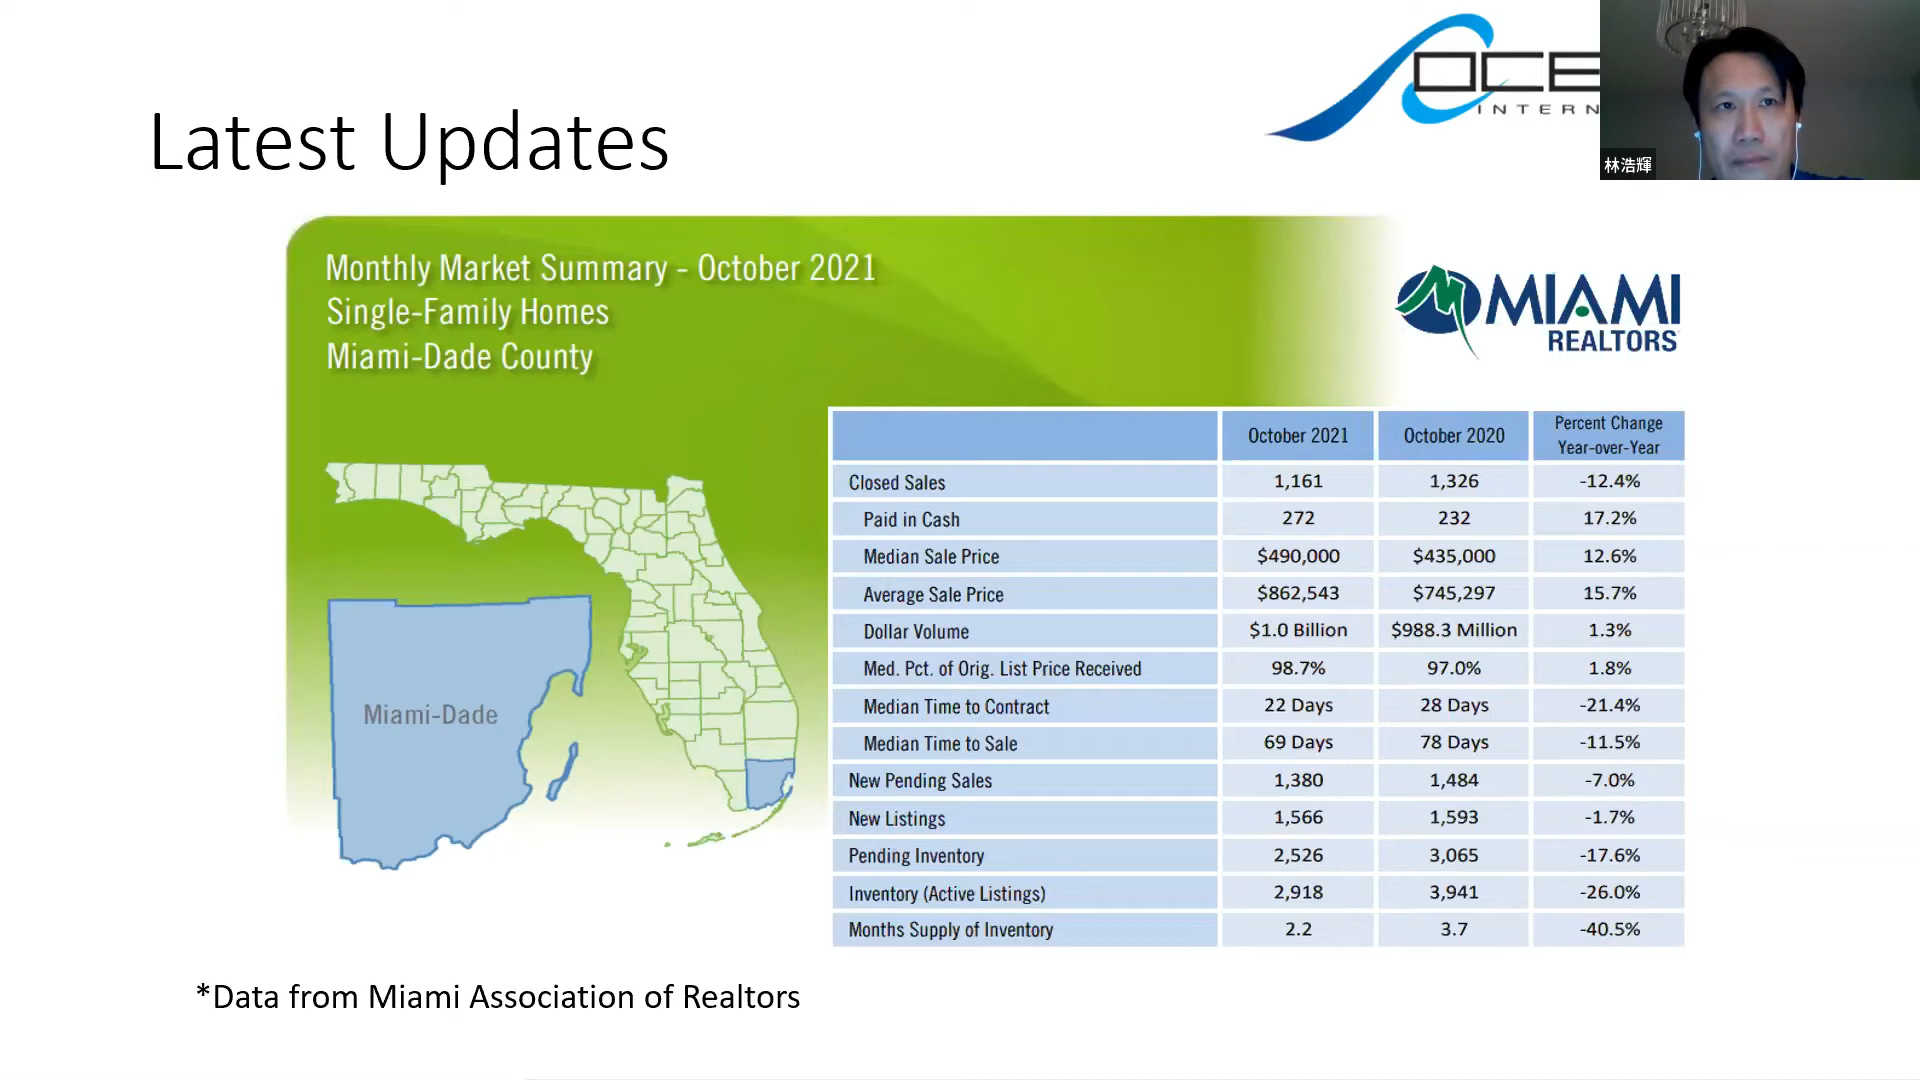 OCE
INTERN
林浩輝
Latest Updates
Monthly Market Summary - October 2021
Single-Family Homes
Miami-Dade County
MIAMI
REALTORS
Miami-Dade
October 2021 October 2020 Percent Change Year-over-Year
Closed Sales 1,161 1,326 -12.4%
Paid in Cash 272 232 17.2%
Median Sale Price $490,000 $435,000 12.6%
Average Sale Price $862,543 $745,297 15.7%
Dollar Volume $1.0 Billion $988.3 Million 1.3%
Med. Pct. of Orig. List Price Received 98.7% 97.0% 1.8%
Median Time to Contract 22 Days 28 Days -21.4%
Median Time to Sale 69 Days 78 Days -11.5%
New Pending Sales 1,380 1,484 -7.0%
New Listings 1,566 1,593 -1.7%
Pending Inventory 2,526 3,065 -17.6%
Inventory (Active Listings) 2,918 3,941 -26.0%
Months Supply of Inventory 2.2 3.7 -40.5%
*Data from Miami Association of Realtors